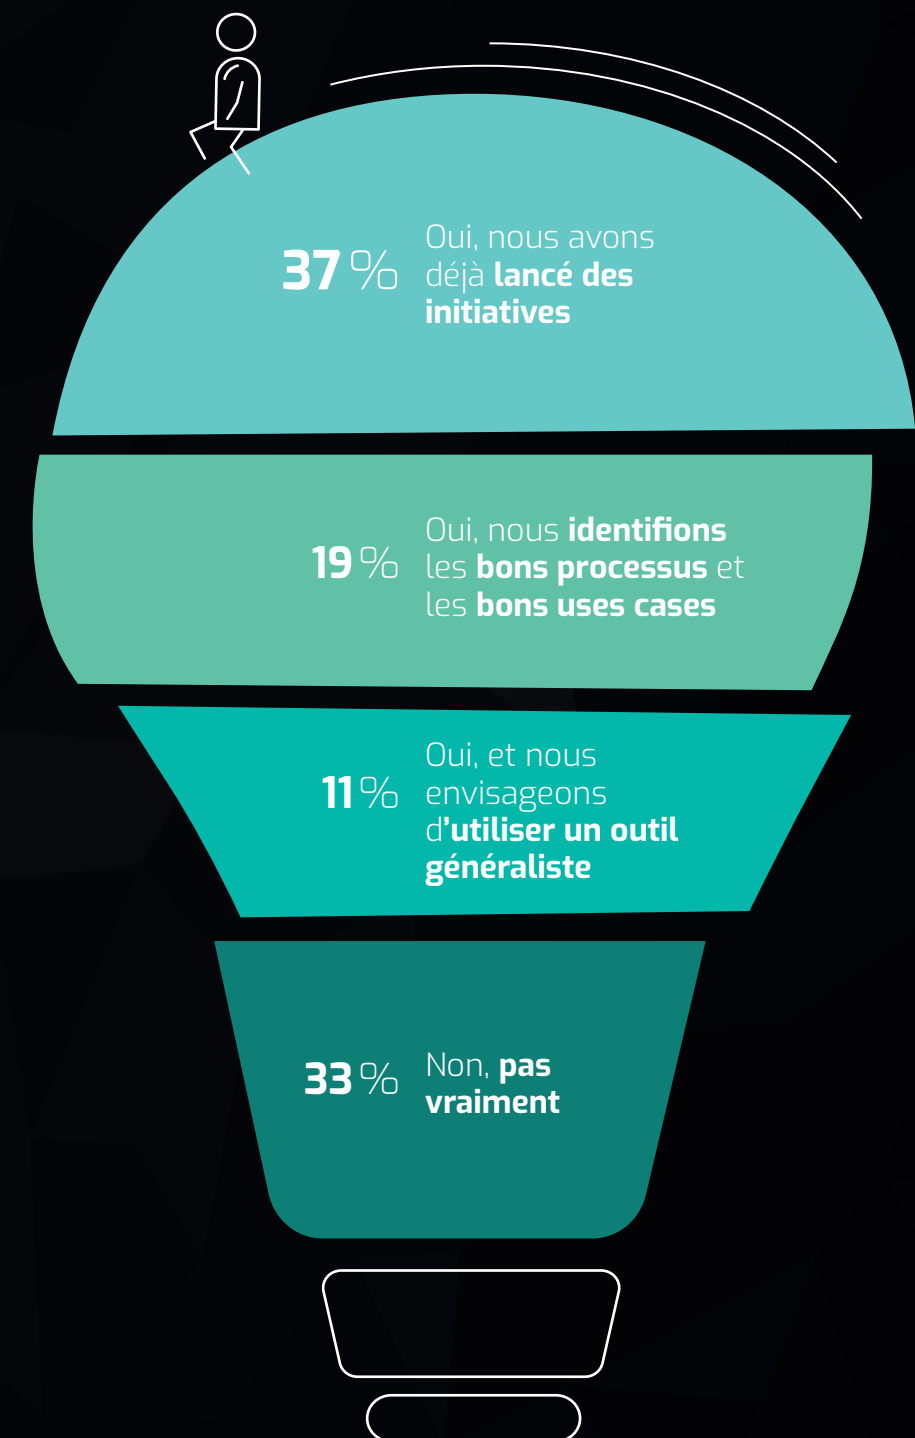 37 %
Oui, nous avons
déjà lancé des
initiatives
19 %
Oui, nous identifions
les bons processus et
les bons uses cases
11 %
Oui, et nous
envisageons
d’utiliser un outil
généraliste
33 %
Non, pas
vraiment